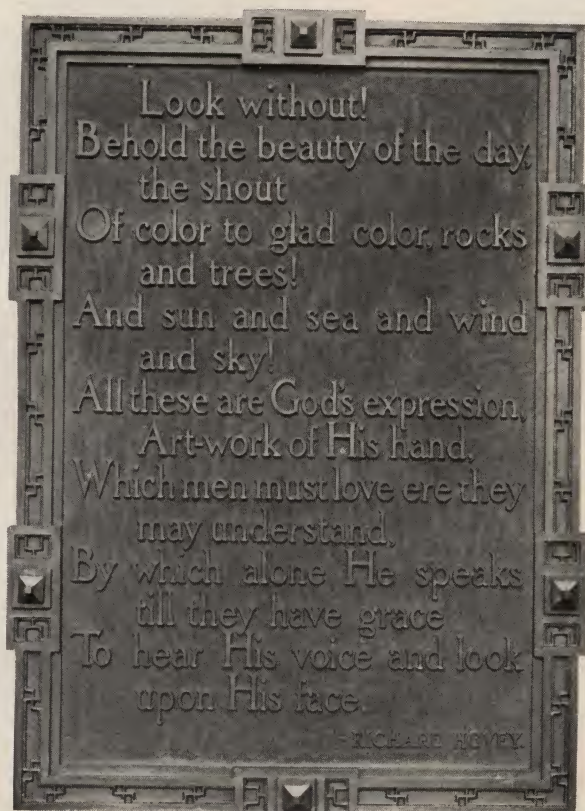 Look without!
Behold the beauty of the day,
the shout
Of color to glad color, rocks
and trees!
And sun and sea and wind
and sky!
All these are God's expression,
Art-work of His hand,
Which men must love ere they
may understand,
By which alone He speaks
till they have grace
To hear His voice and look
upon His face.
-RICHARD HOVEY.